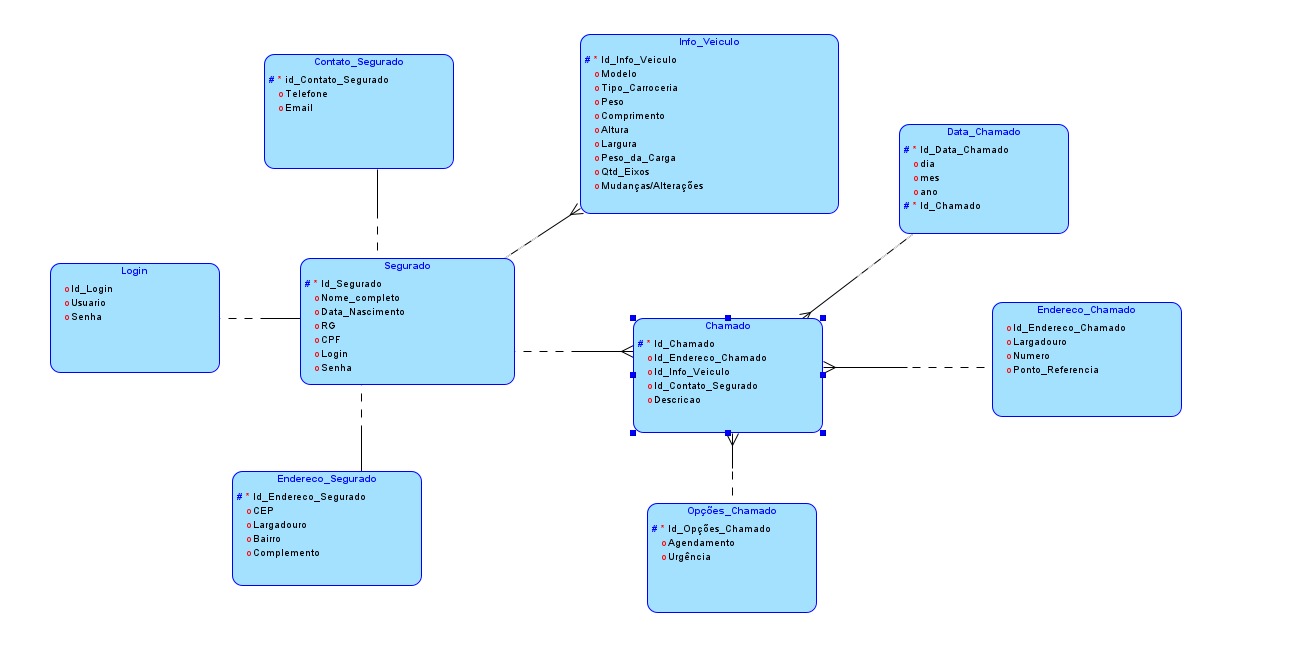 Contato_Segurado
# * id_Contato_Segurado
o Telefone
o Email
Info_Veiculo
# * Id_Info_Veiculo
o Modelo
o Tipo_Carroceria
o Peso
o Comprimento
o Altura
o Largura
o Peso_da_Carga
o Qtd_Eixos
o Mudanças/Alterações
Data_Chamado
# * Id_Data_Chamado
o dia
o mes
o ano
# * Id_Chamado
Login
o Id_Login
o Usuario
o Senha
Segurado
# * Id_Segurado
o Nome_completo
o Data_Nascimento
o RG
o CPF
o Login
o Senha
Chamado
# * Id_Chamado
o Id_Endereco_Chamado
o Id_Info_Veiculo
o Id_Contato_Segurado
o Descricao
Endereco_Chamado
o Id_Endereco_Chamado
o Largadouro
o Numero
o Ponto_Referencia
Endereco_Segurado
# * Id_Endereco_Segurado
o CEP
o Largadouro
o Bairro
o Complemento
Opções_Chamado
# * Id_Opções_Chamado
o Agendamento
o Urgência